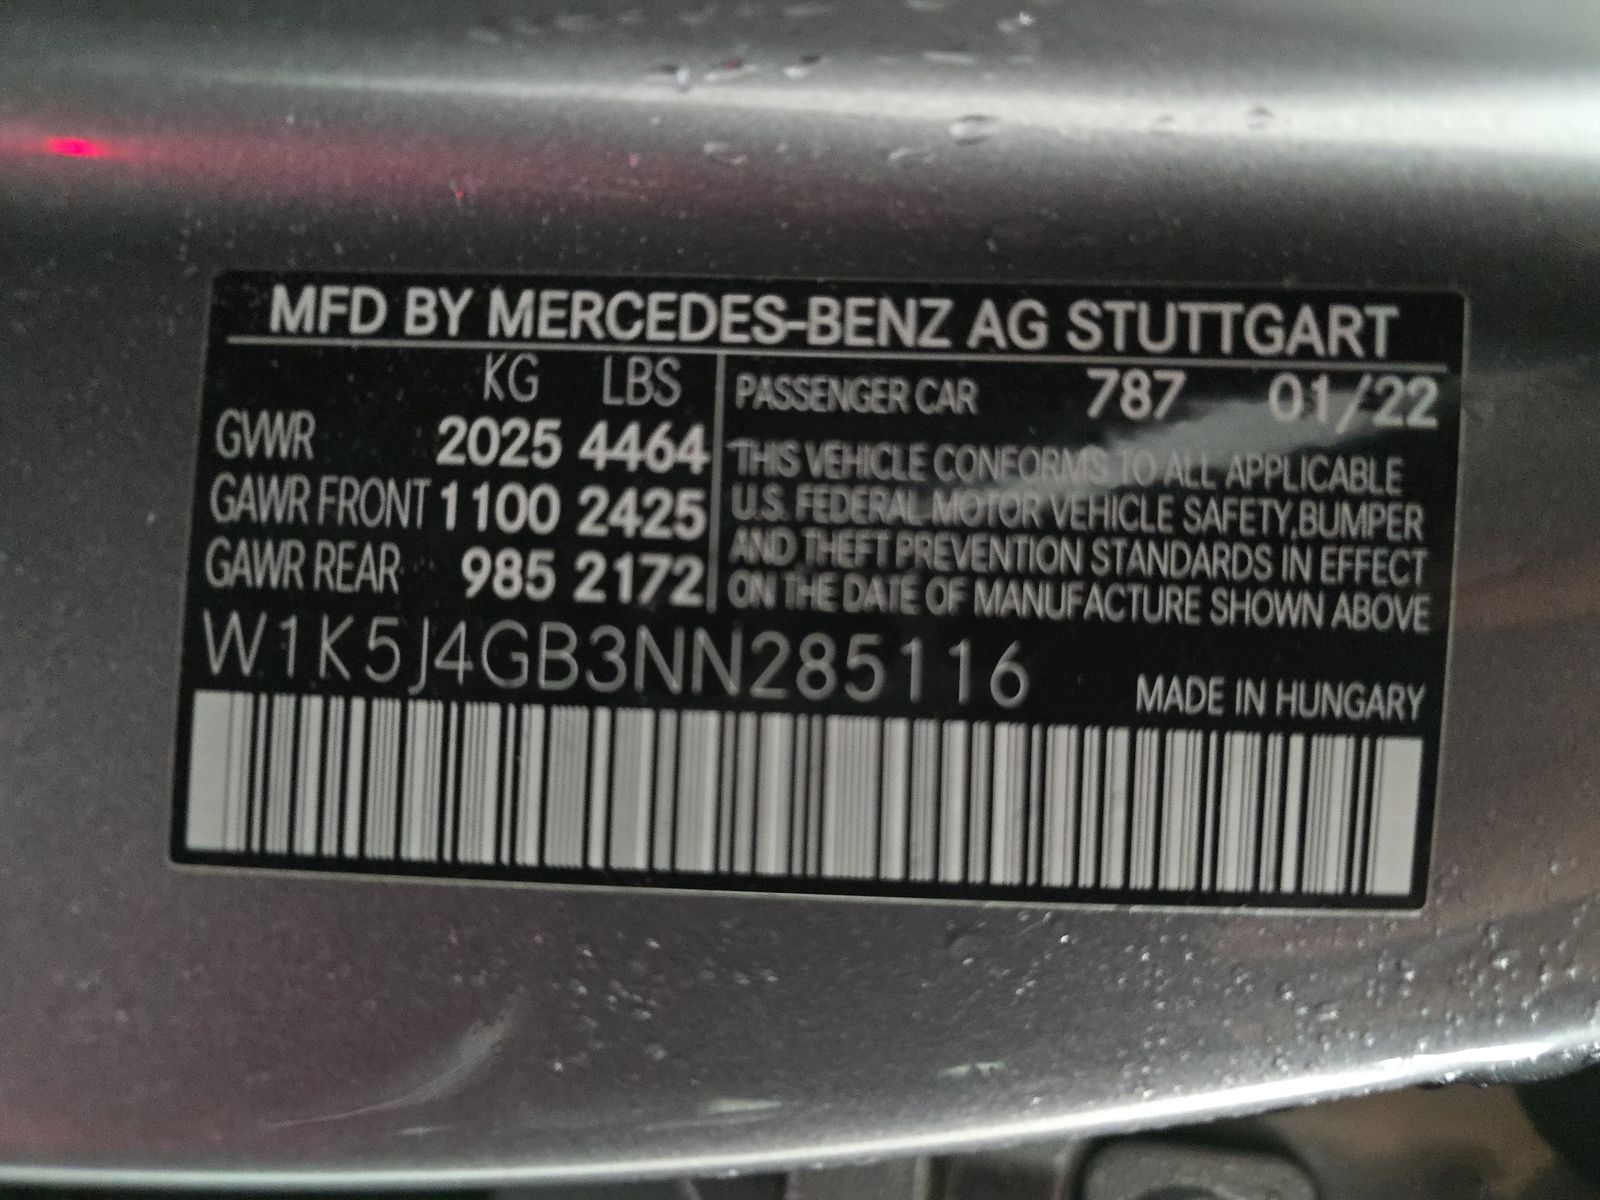 MFD BY MERCEDES-BENZ AG STUTTGART
KG LBS
GVWR 2025 4464
GAWR FRONT 1100 2425
GAWR REAR 985 2172
PASSENGER CAR 787 01/22
THIS VEHICLE CONFORMS TO ALL APPLICABLE
U.S. FEDERAL MOTOR VEHICLE SAFETY, BUMPER
AND THEFT PREVENTION STANDARDS IN EFFECT
ON THE DATE OF MANUFACTURE SHOWN ABOVE
W1K5J4GB3NN285116
MADE IN HUNGARY